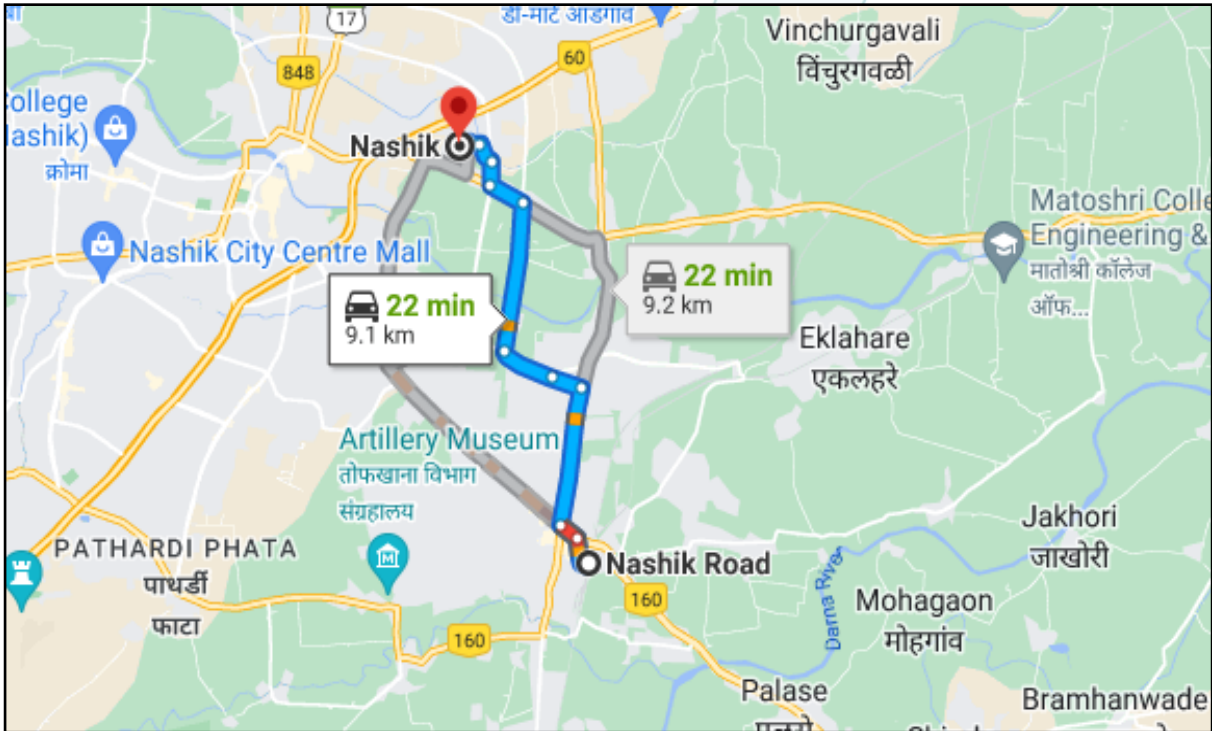 17
डी-मार्ट आडगाव
Vinchurgavali
विंचुरगवळी
60
848
College
Nashik)
क्रोमा
Nashik
Matoshri Colle
Engineering &
मातोश्री कॉलेज
ऑफ...
Nashik City Centre Mall
22 min
9.2 km
22 min
9.1 km
Eklahare
एकलहरे
Artillery Museum
तोफखाना विभाग
संग्रहालय
Jakhori
जाखोरी
PATHARDI PHATA
पाथर्डी
फाटा
Nashik Road
160
Darna River
Mohagaon
मोहगांव
160
Palase
Bramhanwade